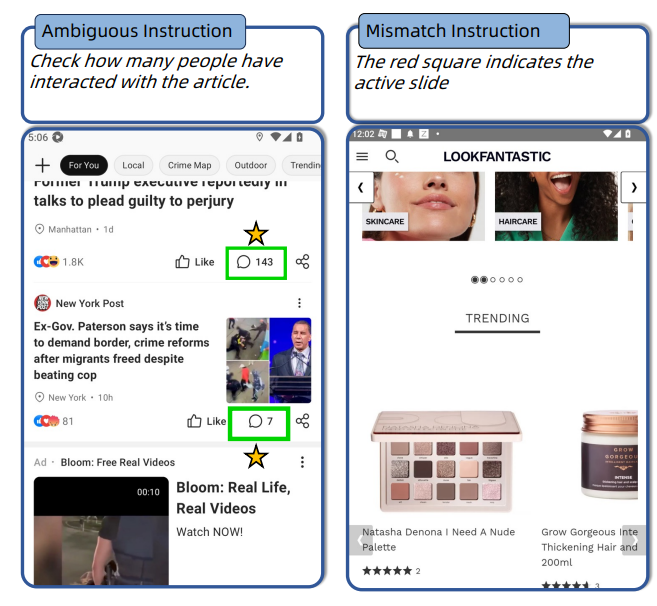 Ambiguous Instruction
Check how many people have
interacted with the article.
5:06
For You
Local
Crime Map
Outdoor
Trending
Former Trump executive reportedly in
talks to plead guilty to perjury
Manhattan • 1d
1.8K
Like
143
New York Post
Ex-Gov. Paterson says it's time
to demand border, crime reforms
after migrants freed despite
beating cop
New York • 10h
81
Like
7
Ad • Bloom: Free Real Videos
00:10
Bloom: Real Life,
Real Videos
Watch NOW!
Mismatch Instruction
The red square indicates the
active slide
12:02
LOOKFANTASTIC
SKINCARE
HAIRCARE
TRENDING
GROW
GORGEOUS
INTENSE
Natasha Denona I Need A Nude
Palette
2
Grow Gorgeous Inte
Thickening Hair and
200ml
3